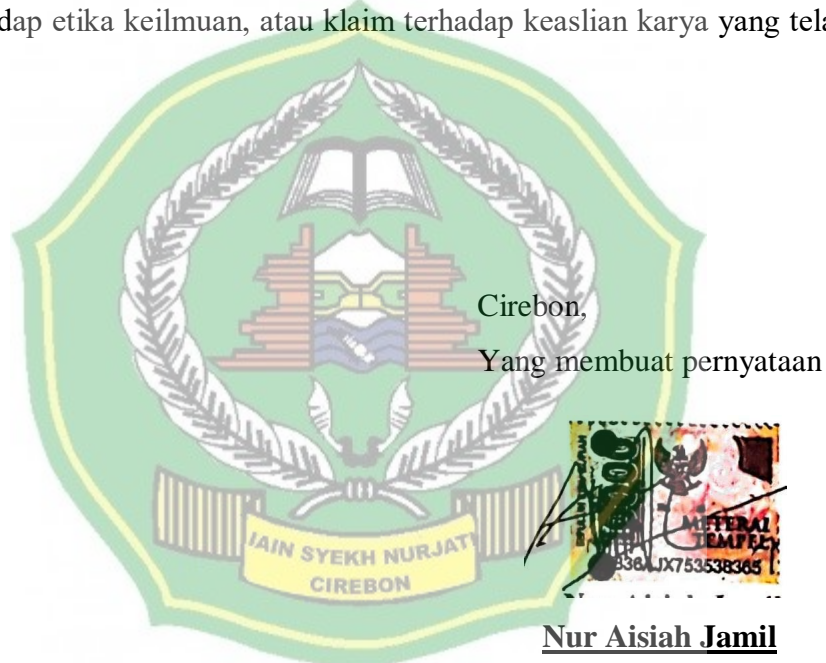 dap etika keilmuan, atau klaim terhadap keaslian karya yang tela
Cirebon,
Yang membuat pernyataan
METERAI
TEMPEL
836AJX753538365
IAIN SYEKH NURJATI
CIREBON
Nur Aisiah Jamil